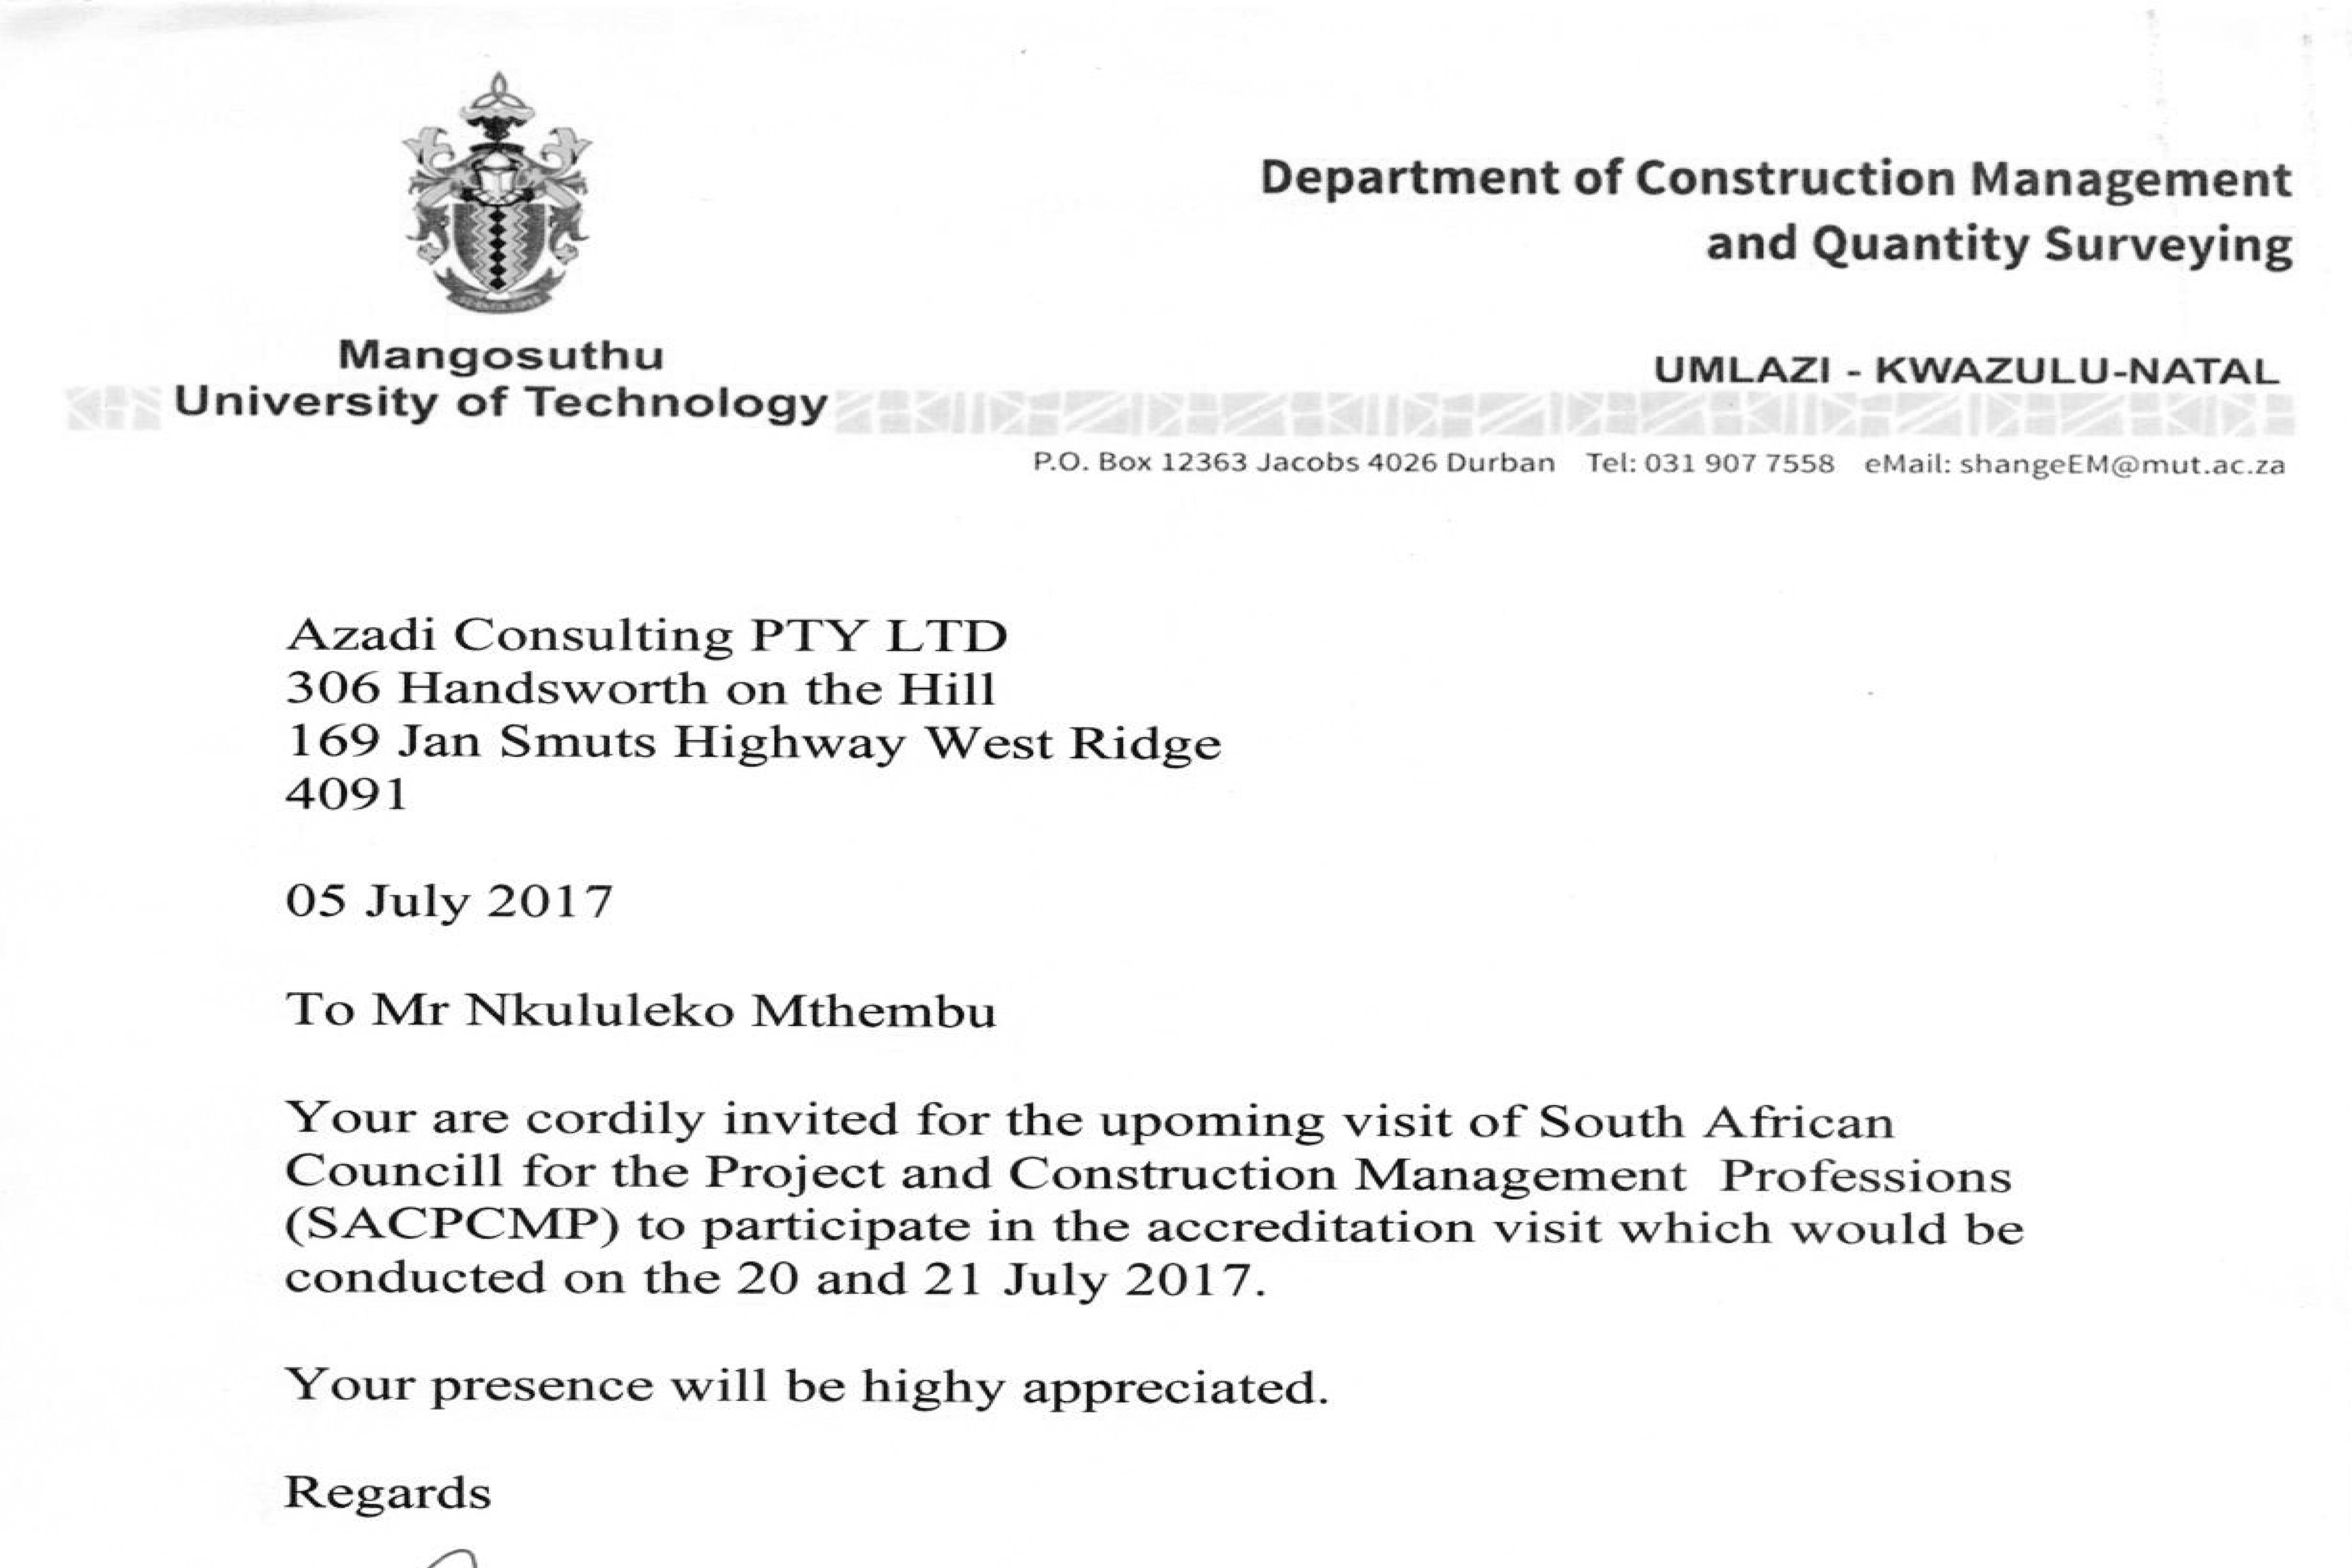 Department of Construction Management
and Quantity Surveying
Mangosuthu
University of Technology
UMLAZI - KWAZULU-NATAL
P.O. Box 12363 Jacobs 4026 Durban Tel: 031 907 7558 eMail: shangeEM@mut.ac.za
Azadi Consulting PTY LTD
306 Handsworth on the Hill
169 Jan Smuts Highway West Ridge
4091
05 July 2017
To Mr Nkululeko Mthembu
Your are cordily invited for the upoming visit of South African
Councill for the Project and Construction Management Professions
(SACPCMP) to participate in the accreditation visit which would be
conducted on the 20 and 21 July 2017.
Your presence will be highy appreciated.
Regards